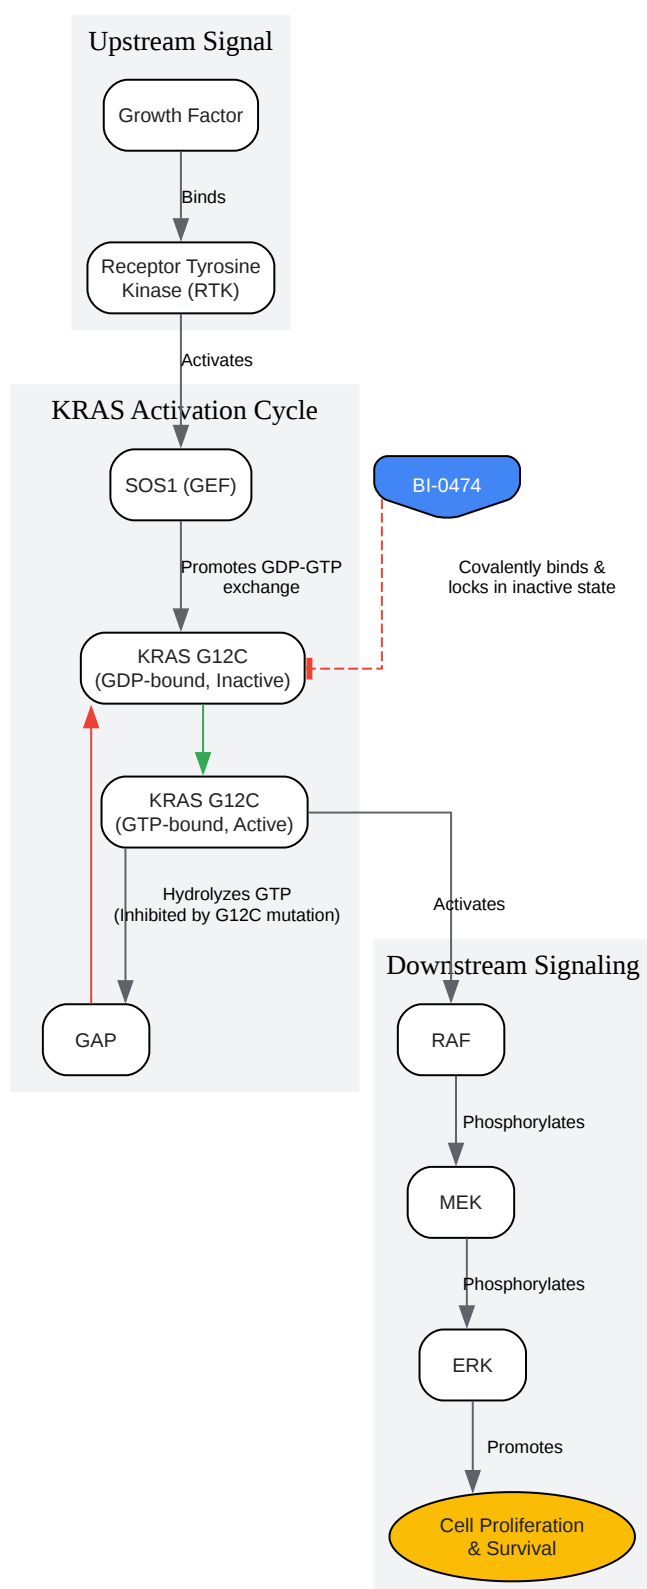 Upstream Signal
Growth Factor
Binds
Receptor Tyrosine
Kinase (RTK)
Activates
KRAS Activation Cycle
SOS1 (GEF)
BI-0474
Promotes GDP-GTP
exchange
Covalently binds &
locks in inactive state
KRAS G12C
(GDP-bound, Inactive)
KRAS G12C
(GTP-bound, Active)
Hydrolyzes GTP
(Inhibited by G12C mutation)
Activates
Downstream Signaling
GAP
RAF
Phosphorylates
MEK
Phosphorylates
ERK
Promotes
Cell Proliferation
& Survival